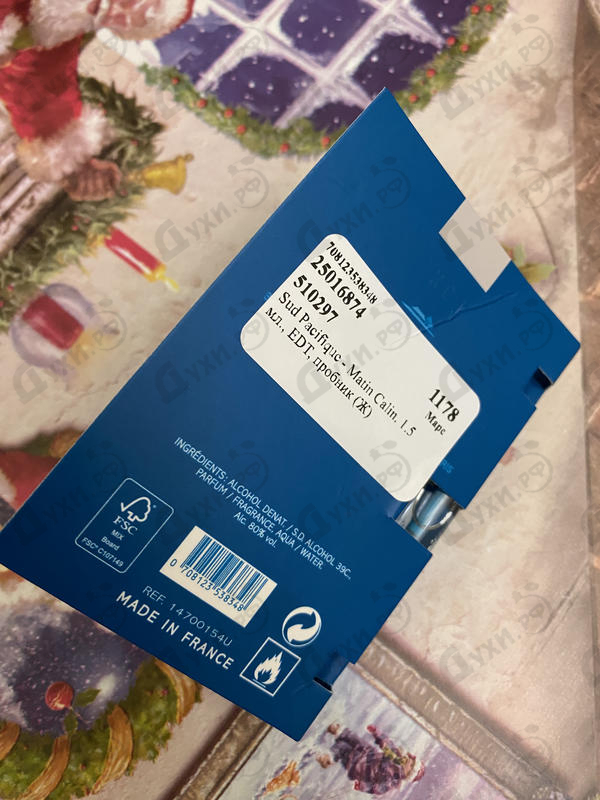 70812353834８
25016874
510297
Sud Pacifique - Matin Calin, 1.5
мл., EDT, пробник (Ж)
1178
Марс
INGRÉDIENTS: ALCOHOL DENAT. / S.D. ALCOHOL 39C.,
PARFUM / FRAGRANCE, AQUA / WATER.
Alc. 80% vol.
FSC
MIX
Board
FSC® C107149
0 708123 538348
REF. 14700154U
MADE IN FRANCE
Духи.рф